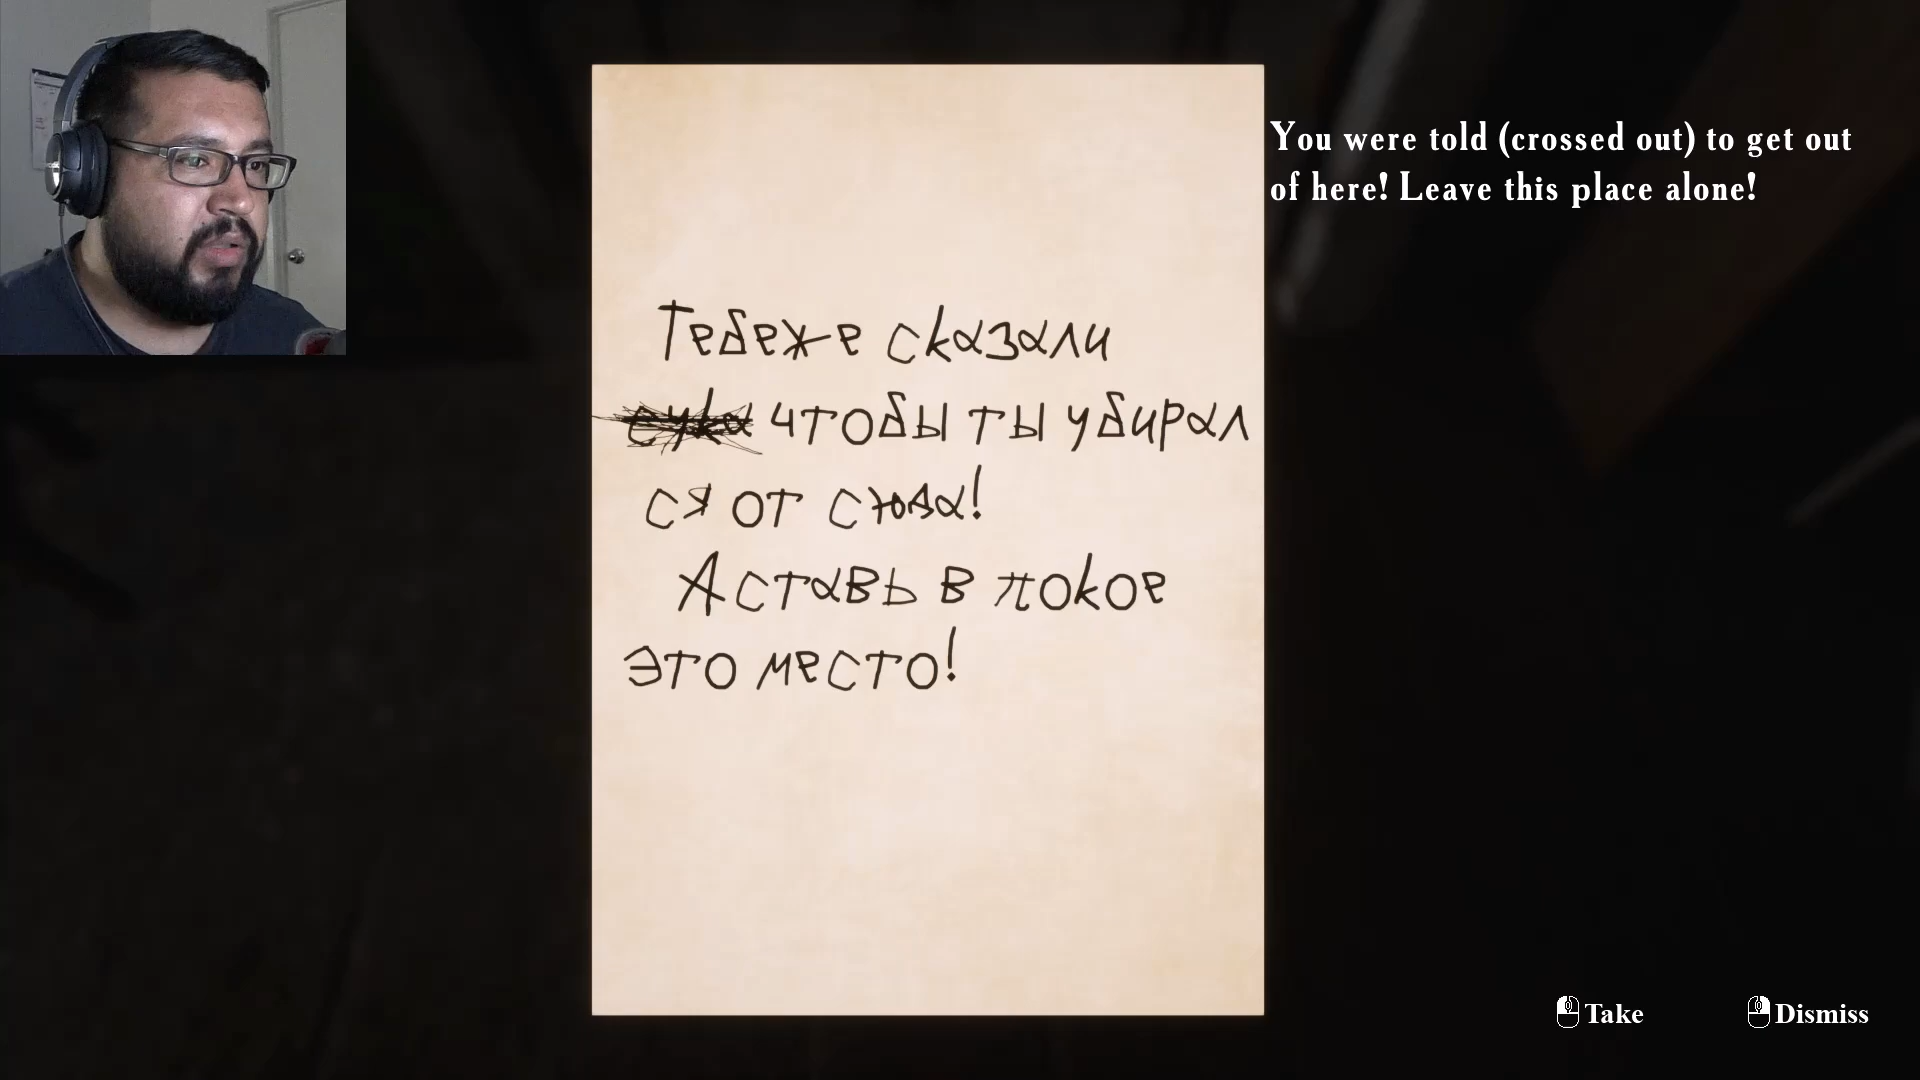 You were told (crossed out) to get out
of here! Leave this place alone!
Тебеже сказали
сука чтобы ты убирал
ся от сюда!
Аставь в покое
это место!
Take
Dismiss